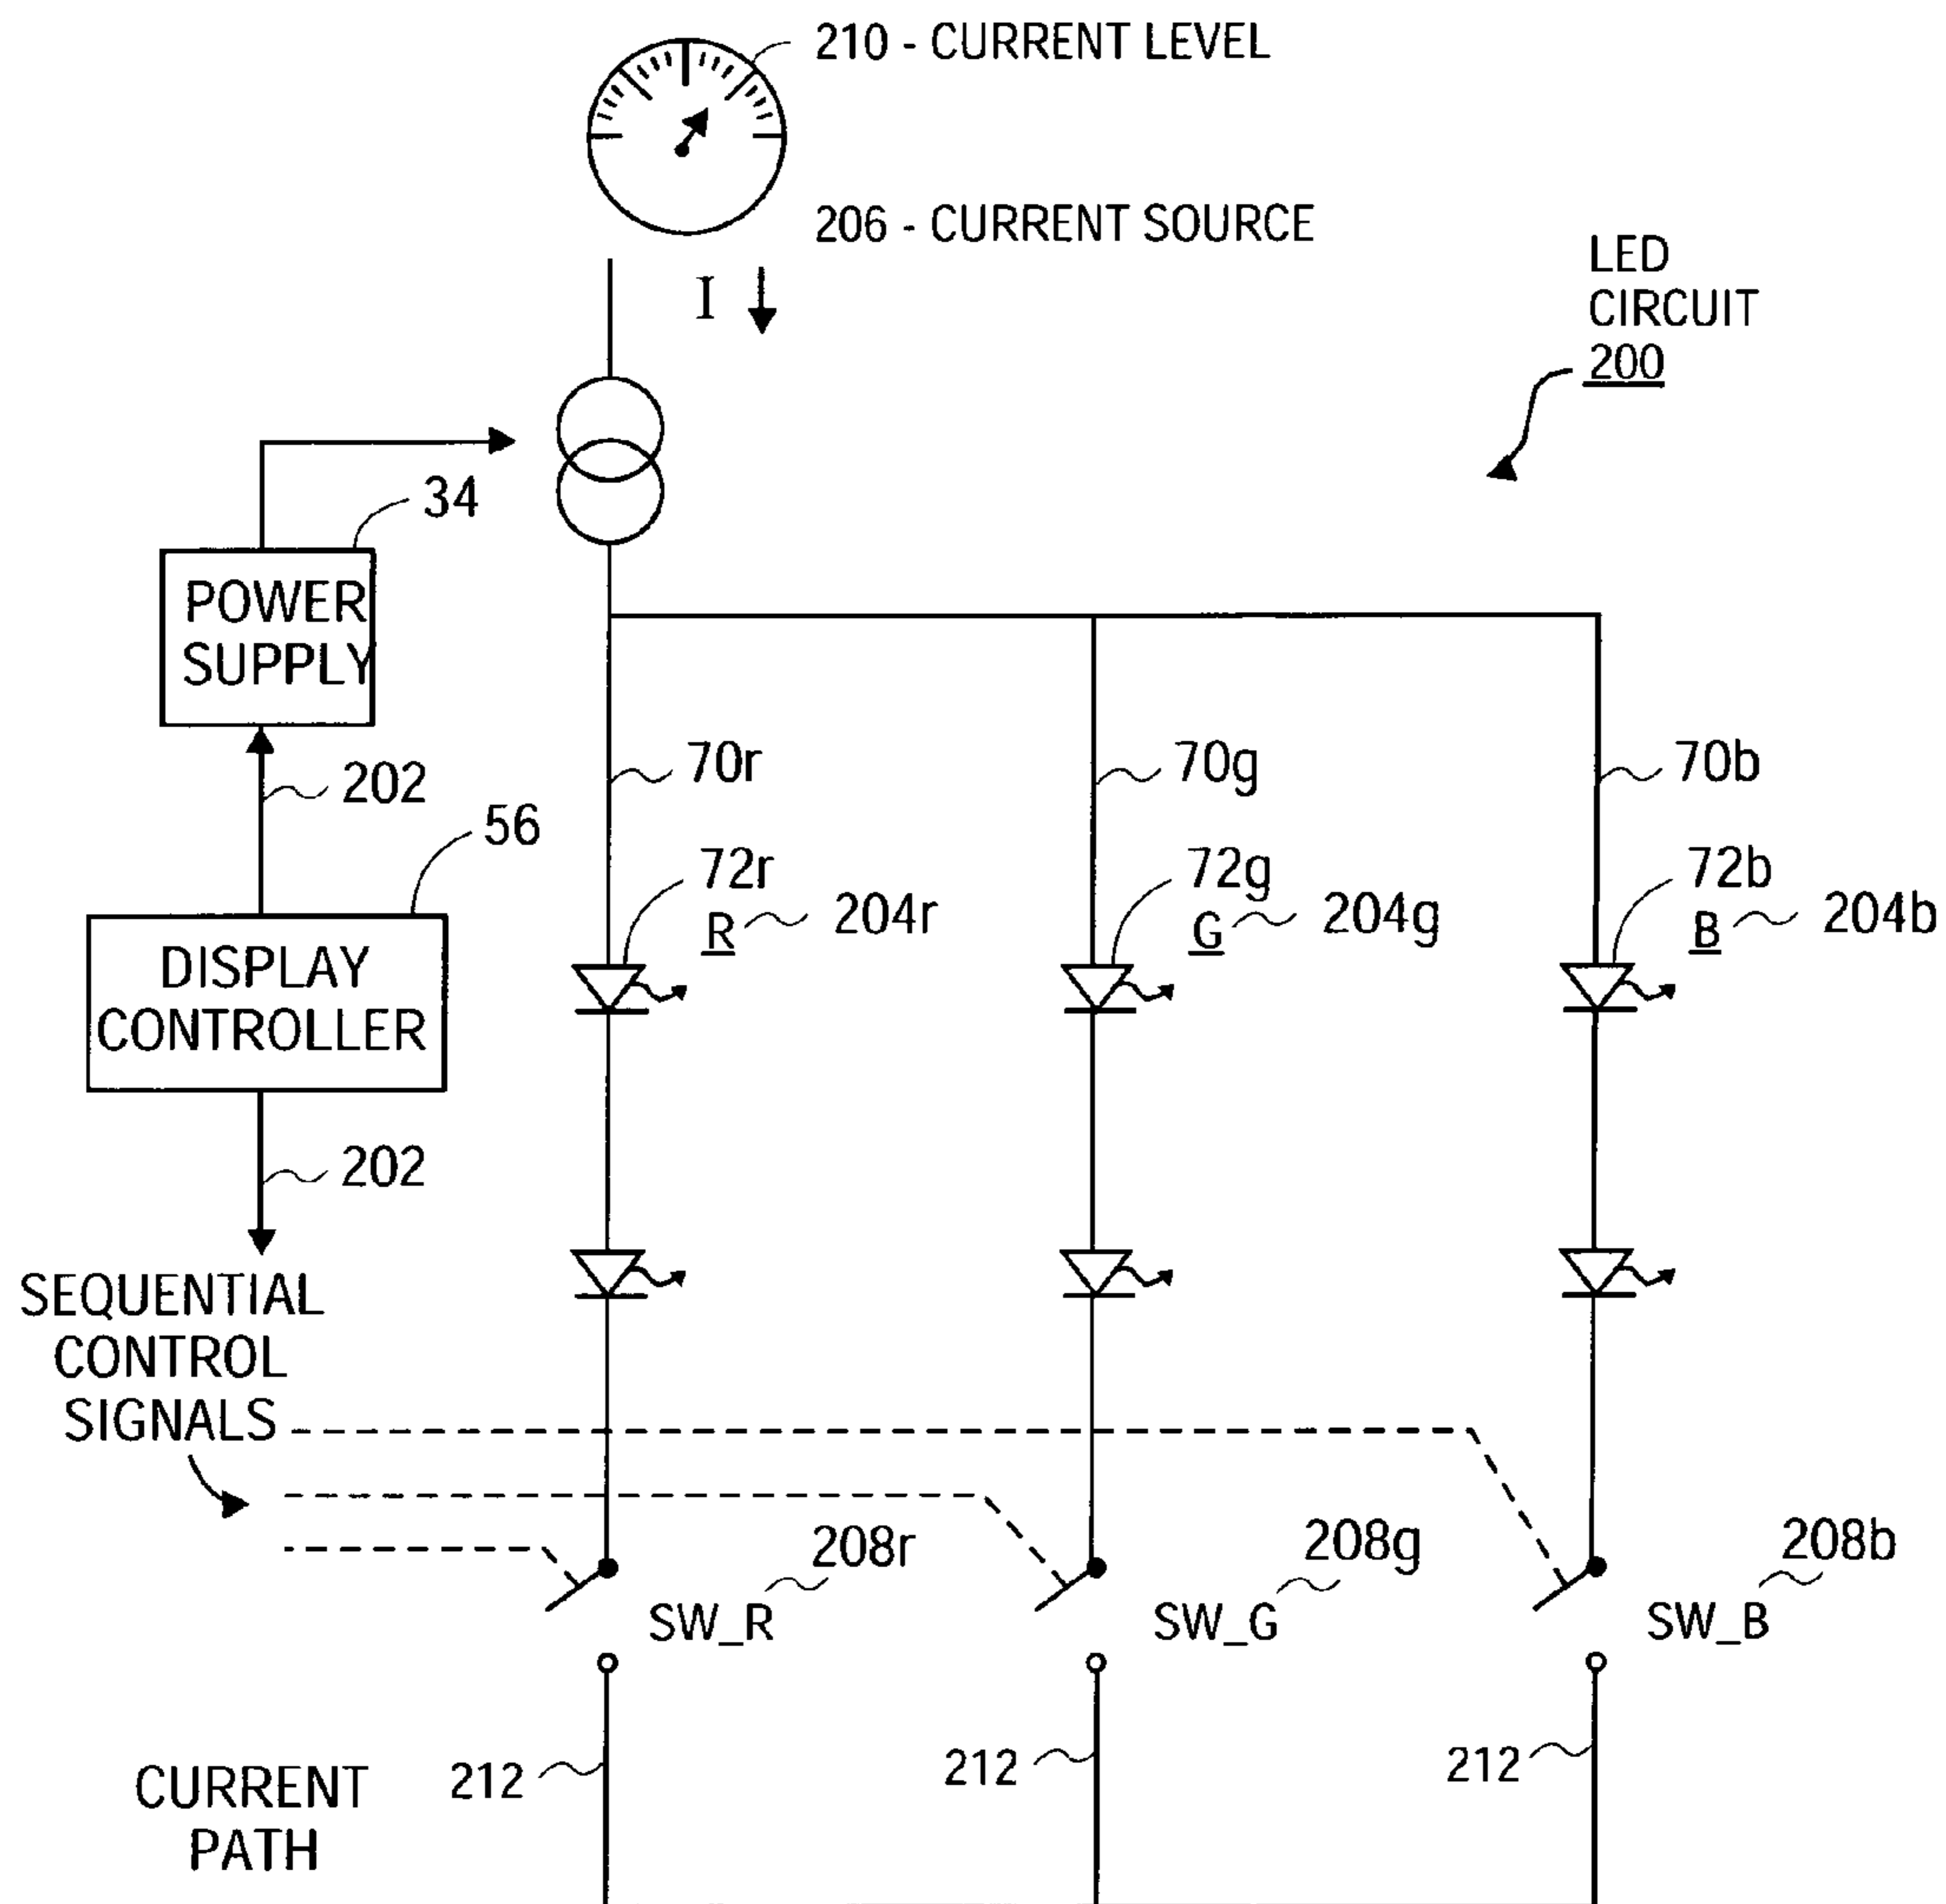 210 - CURRENT LEVEL
206 - CURRENT SOURCE
I
LED
CIRCUIT
200
34
POWER
SUPPLY
202
56
DISPLAY
CONTROLLER
202
70r
70g
70b
72r
R
204r
72g
G
204g
72b
B
204b
SEQUENTIAL
CONTROL
SIGNALS
208r
SW_R
208g
SW_G
208b
SW_B
212
212
212
CURRENT
PATH